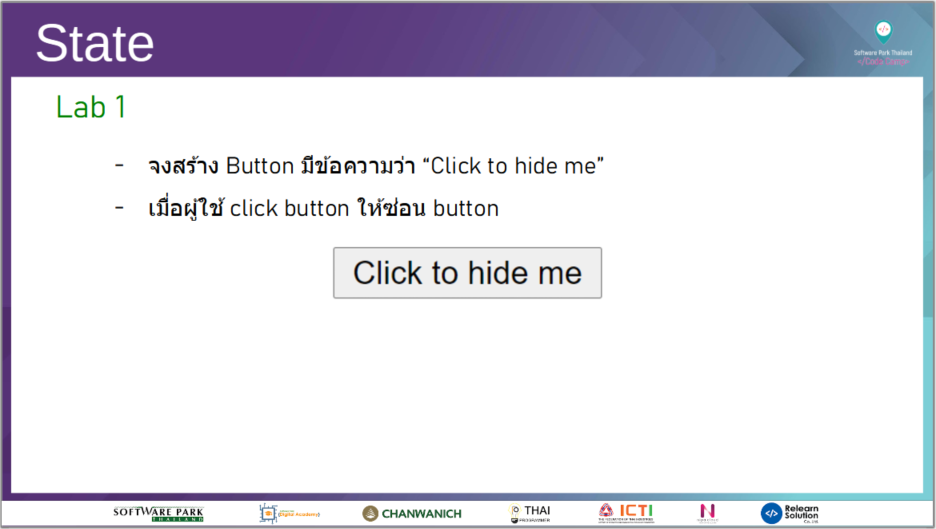 State
Software Park Thailand
</Code Camp>
Lab 1
- จงสร้าง Button มีข้อความว่า “Click to hide me”
- เมื่อผู้ใช้ click button ให้ซ่อน button
Click to hide me
SOFTWARE PARK
THAILAND
(Digital Academy)
CHANWANICH
THAI
PROGRAMMER
ICTI
N
Relearn
Solution
Co.,Ltd